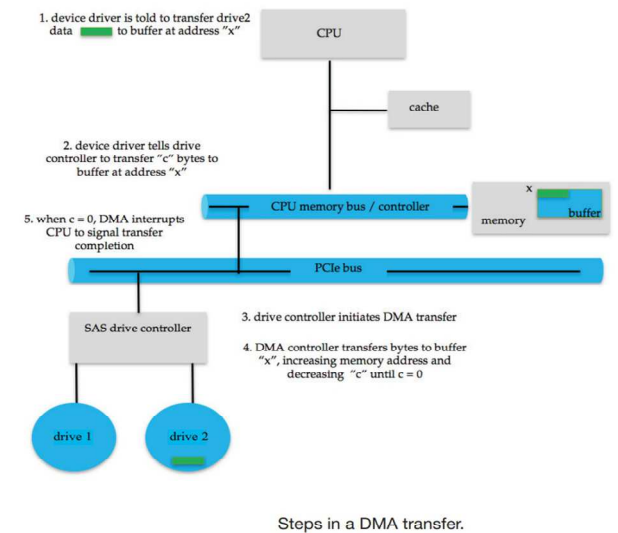 1. device driver is told to transfer drive2
data to buffer at address "x"
CPU
cache
2. device driver tells drive
controller to transfer "c" bytes to
buffer at address "x"
CPU memory bus / controller
x
buffer
memory
5. when c = 0, DMA interrupts
CPU to signal transfer
completion
PCIe bus
SAS drive controller
3. drive controller initiates DMA transfer
4. DMA controller transfers bytes to buffer
"x", increasing memory address and
decreasing "c" until c = 0
drive 1
drive 2
Steps in a DMA transfer.